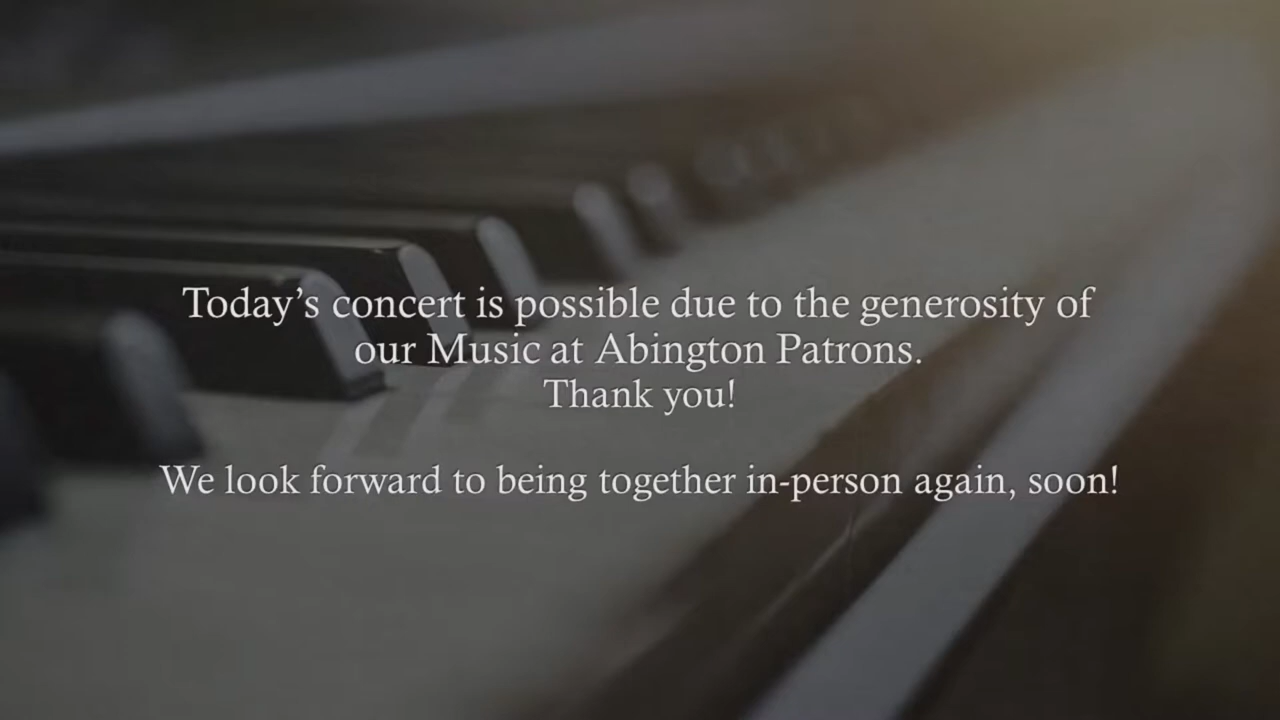 Today’s concert is possible due to the generosity of
our Music at Abington Patrons.
Thank you!
We look forward to being together in-person again, soon!